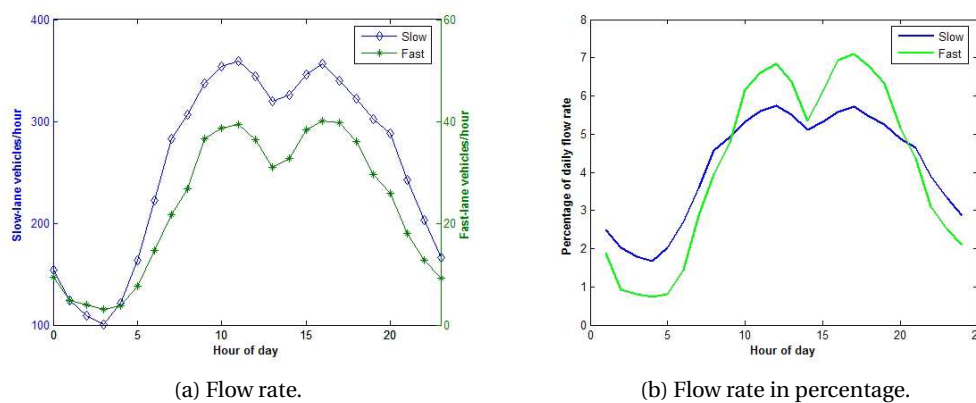 400
300
200
100
Slow-lane vehicles/hour
60
40
20
0
Fast-lane vehicles/hour
Slow
Fast
0 5 10 15 20
Hour of day
(a) Flow rate.
8
7
6
5
4
3
2
1
0
Percentage of daily flow rate
Slow
Fast
0 5 10 15 20 2
Hour of day
(b) Flow rate in percentage.